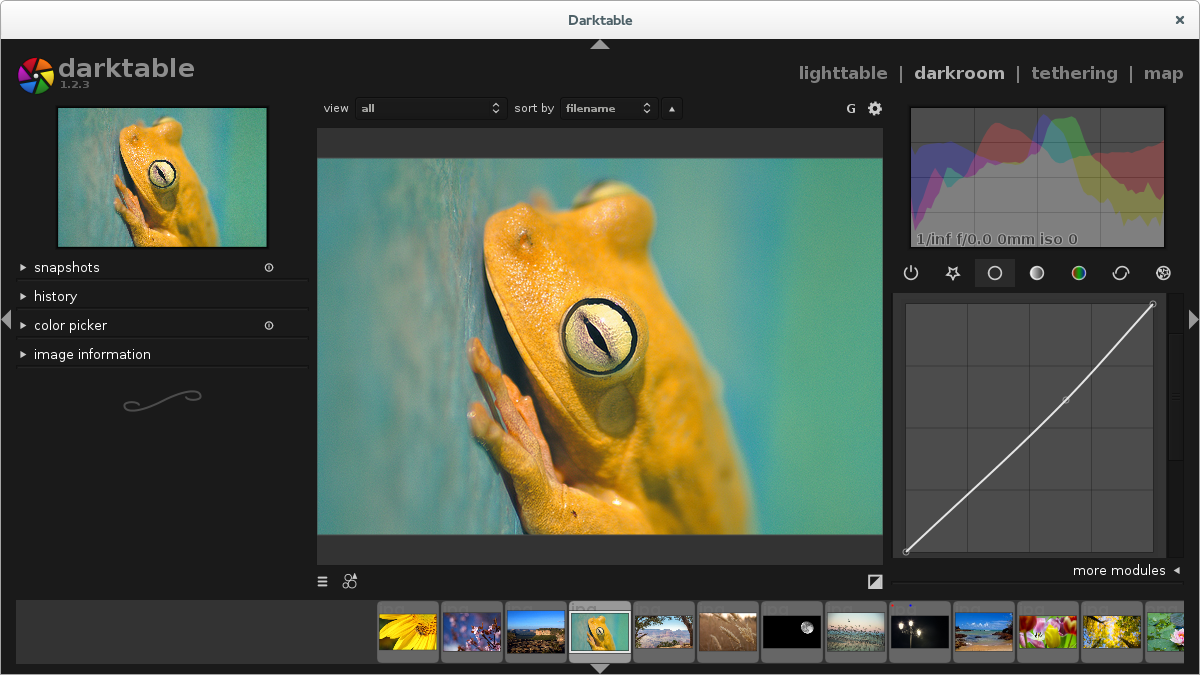 Darktable
darktable
1.2.3
lighttable | darkroom | tethering | map
view all sort by filename
G
1/inf f/0.0 0mm iso 0
snapshots
history
color picker
image information
more modules